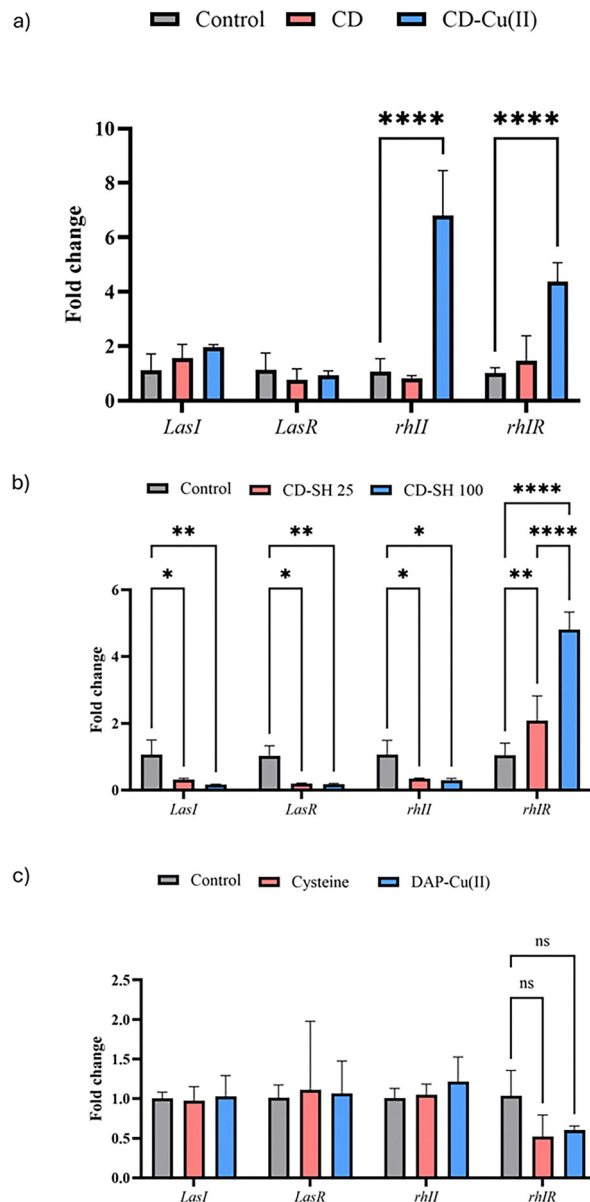 a)
Control CD CD-Cu(II)
**** ****
10
8
6
4
2
0
Fold change
LasI LasR rhII rhIR
b)
Control CD-SH 25 CD-SH 100
****
** ** * ****
* * * **
6
4
2
0
Fold change
LasI LasR rhII rhIR
c)
Control Cysteine DAP-Cu(II)
ns
ns
2.5
2.0
1.5
1.0
0.5
0.0
Fold change
LasI LasR rhII rhIR